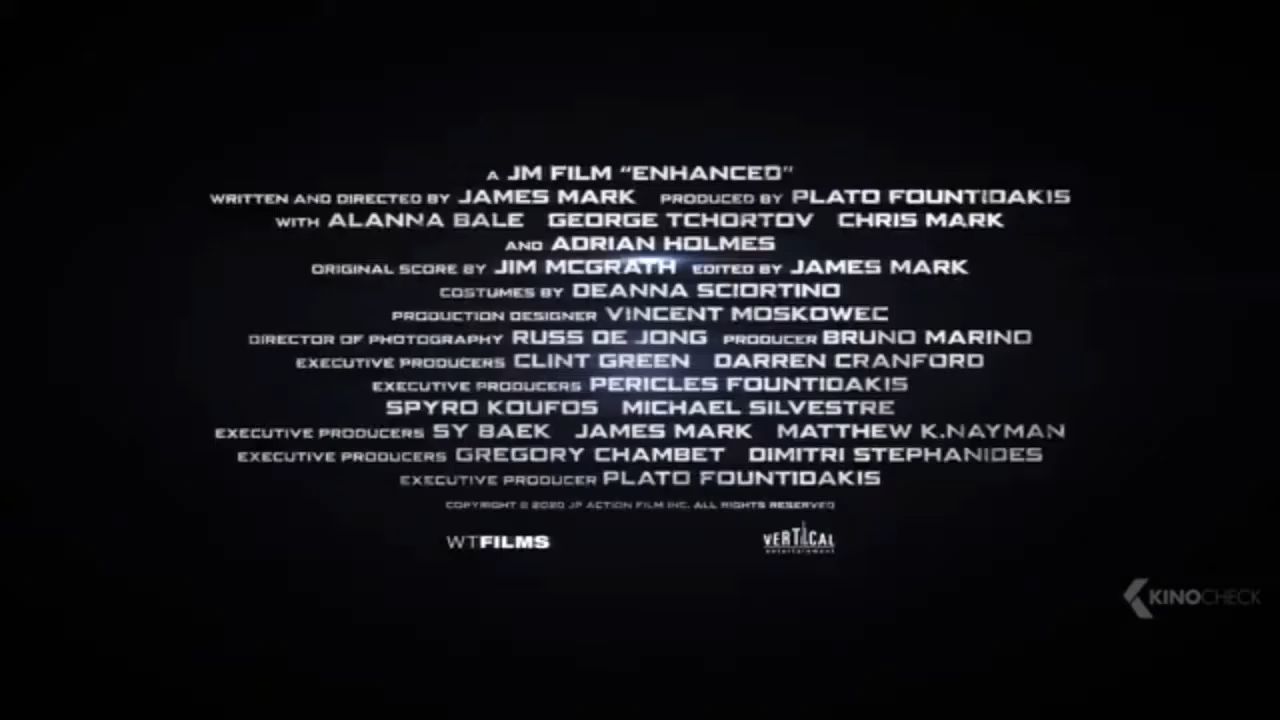 A JM FILM "ENHANCED"
WRITTEN AND DIRECTED BY JAMES MARK PRODUCED BY PLATO FOUNTIDAKIS
WITH ALANNA BALE GEORGE TCHORTOV CHRIS MARK
AND ADRIAN HOLMES
ORIGINAL SCORE BY JIM MCGRATH EDITED BY JAMES MARK
COSTUMES BY DEANNA SCIORTINO
PRODUCTION DESIGNER VINCENT MOSKOWEC
DIRECTOR OF PHOTOGRAPHY RUSS DE JONG PRODUCER BRUNO MARINO
EXECUTIVE PRODUCERS CLINT GREEN DARREN CRANFORD
EXECUTIVE PRODUCERS PERICLES FOUNTIDAKIS
SPYRO KOUFOS MICHAEL SILVESTRE
EXECUTIVE PRODUCERS SY BAEK JAMES MARK MATTHEW K.NAYMAN
EXECUTIVE PRODUCERS GREGORY CHAMBET DIMITRI STEPHANIDES
EXECUTIVE PRODUCER PLATO FOUNTIDAKIS
COPYRIGHT © 2020 JP ACTION FILM INC. ALL RIGHTS RESERVED
WTFILMS VERTICAL
entertainment
KINOCHECK